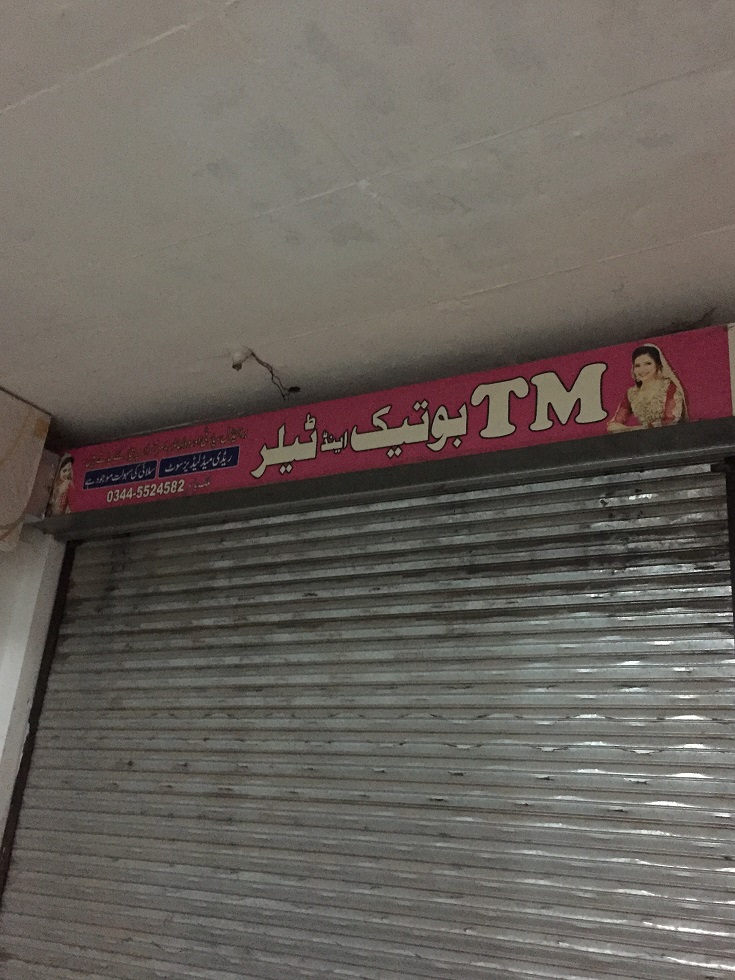 TM بوتیک اینڈ ٹیلر
ریڈی میڈ لیڈیز سوٹ
سلائی کی سہولت موجود ہے
0344-5524582